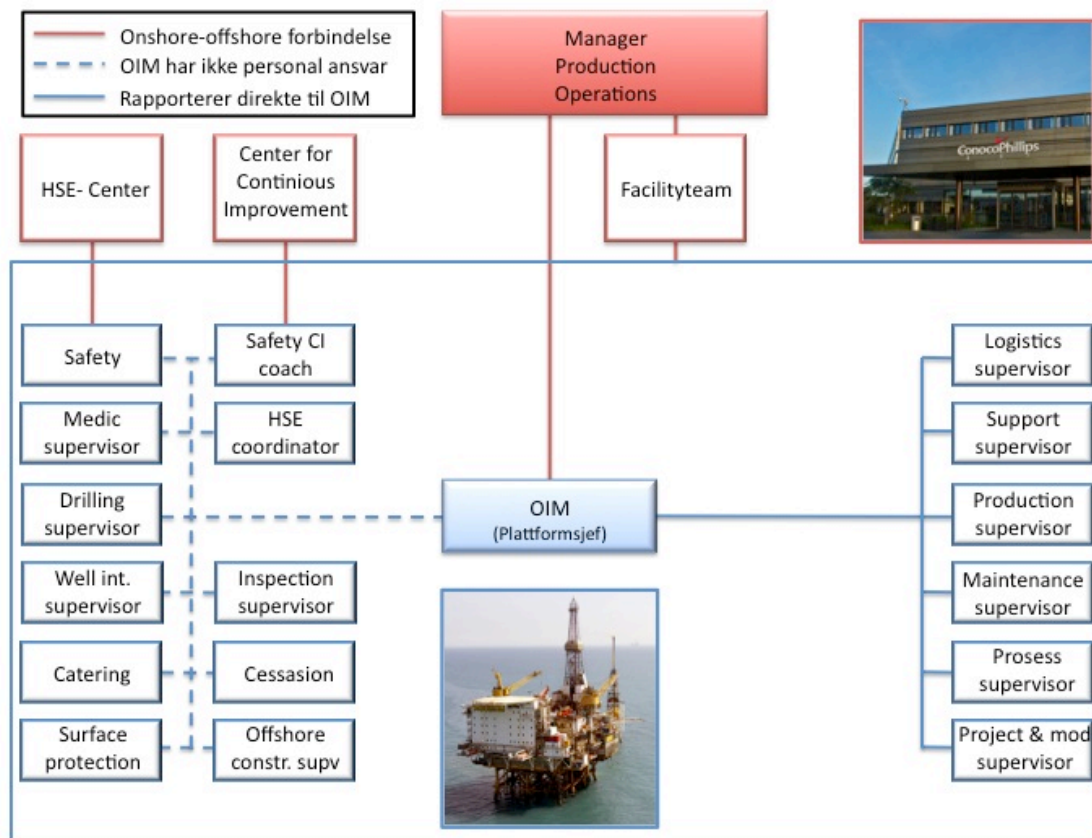 Onshore-offshore forbindelse
OIM har ikke personal ansvar
Rapporterer direkte til OIM
Manager
Production
Operations
ConocoPhillips
HSE- Center
Center for
Continious
Improvement
Facilityteam
Safety
Safety CI
coach
Logistics
supervisor
Medic
supervisor
HSE
coordinator
Support
supervisor
Drilling
supervisor
OIM
(Plattformsjef)
Production
supervisor
Well int.
supervisor
Inspection
supervisor
Maintenance
supervisor
Catering
Cessasion
Prosess
supervisor
Surface
protection
Offshore
constr. supv
Project & mod
supervisor